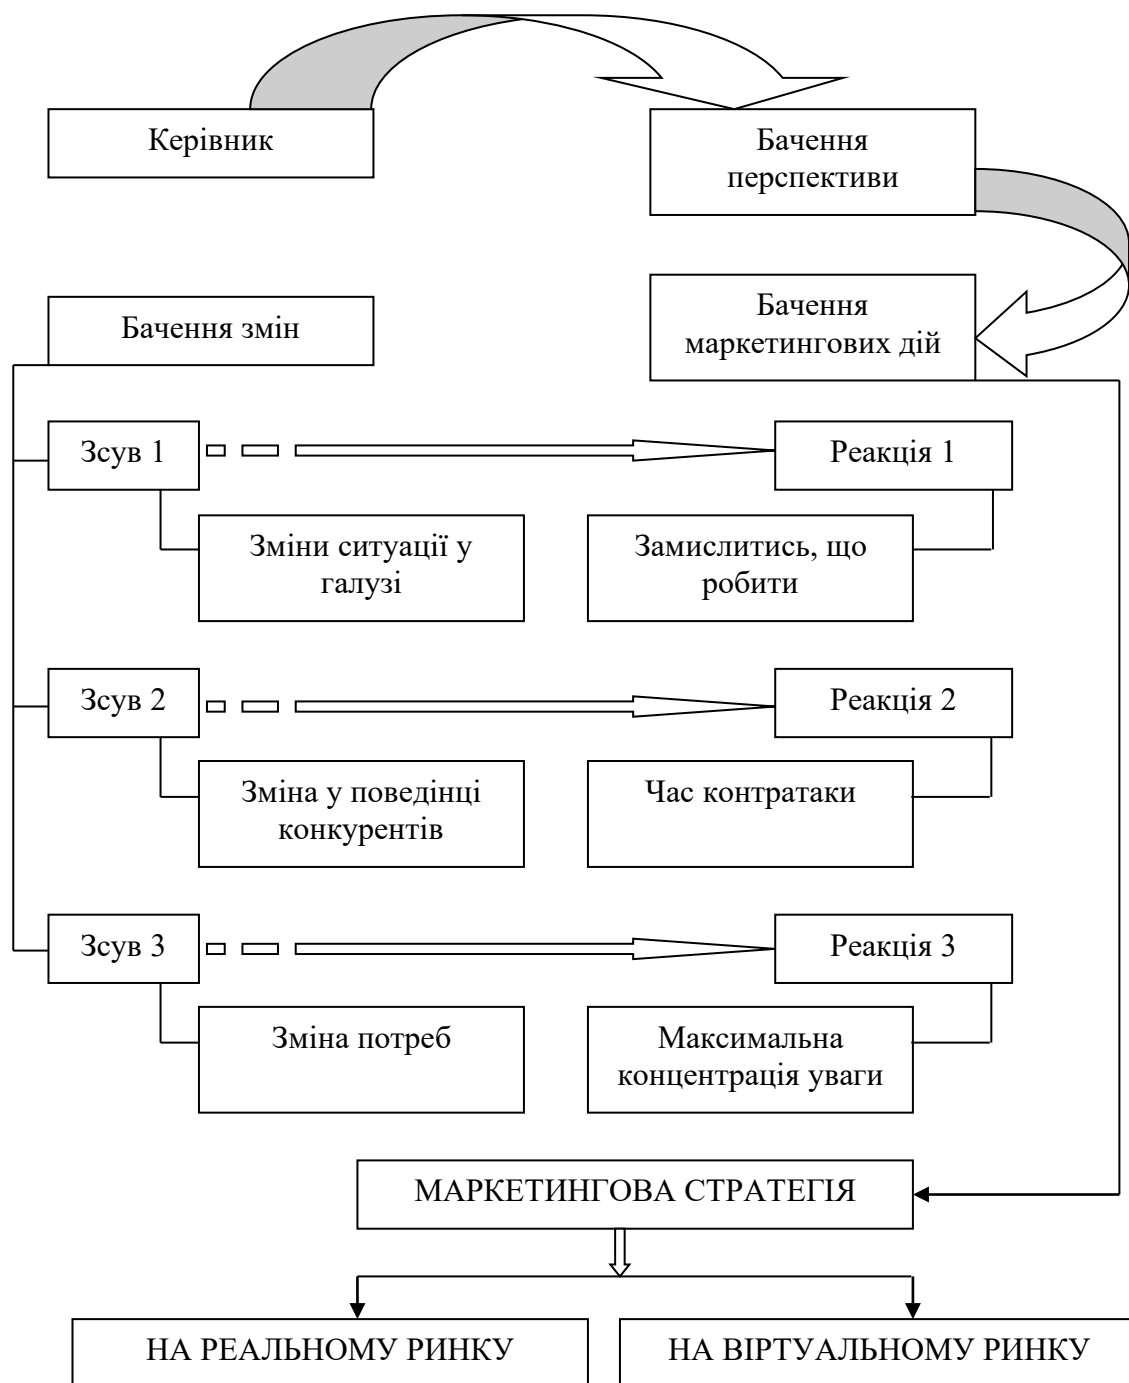 Керівник
Бачення
перспективи
Бачення змін
Бачення
маркетингових дій
Зсув 1
Реакція 1
Зміни ситуації у
галузі
Замислитись, що
робити
Зсув 2
Реакція 2
Зміна у поведінці
конкурентів
Час контратаки
Зсув 3
Реакція 3
Зміна потреб
Максимальна
концентрація уваги
МАРКЕТИНГОВА СТРАТЕГІЯ
НА РЕАЛЬНОМУ РИНКУ
НА ВІРТУАЛЬНОМУ РИНКУ